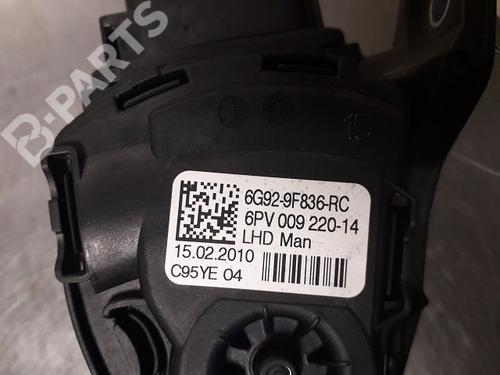 B-PARTS
15
6G92-9F836-RC
6PV 009 220-14
LHD Man
15.02.2010
C95YE 04